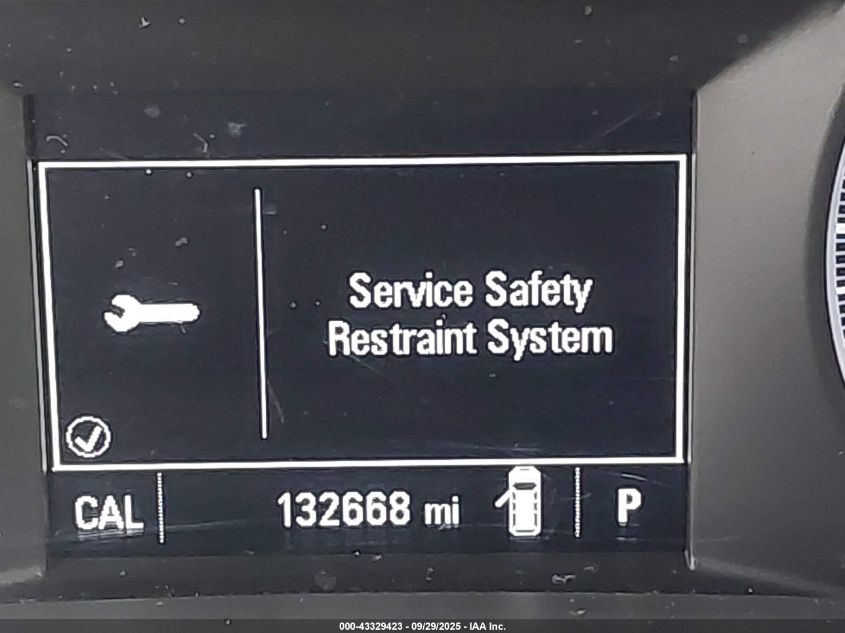 Service Safety
Restraint System
CAL
132668 mi
P
000-43329423 - 09/29/2025 - IAA Inc.